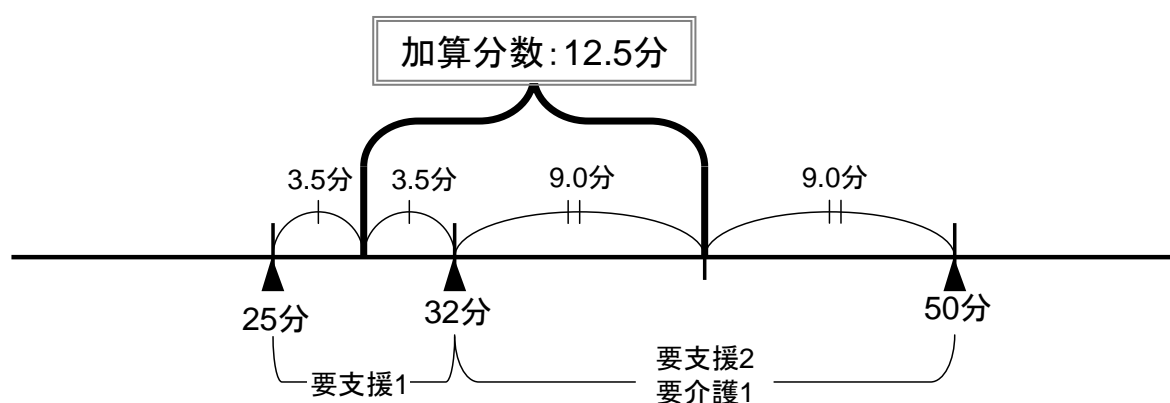 加算分数：12.5分
3.5分
3.5分
9.0分
9.0分
25分
32分
50分
要支援1
要支援2
要介護1